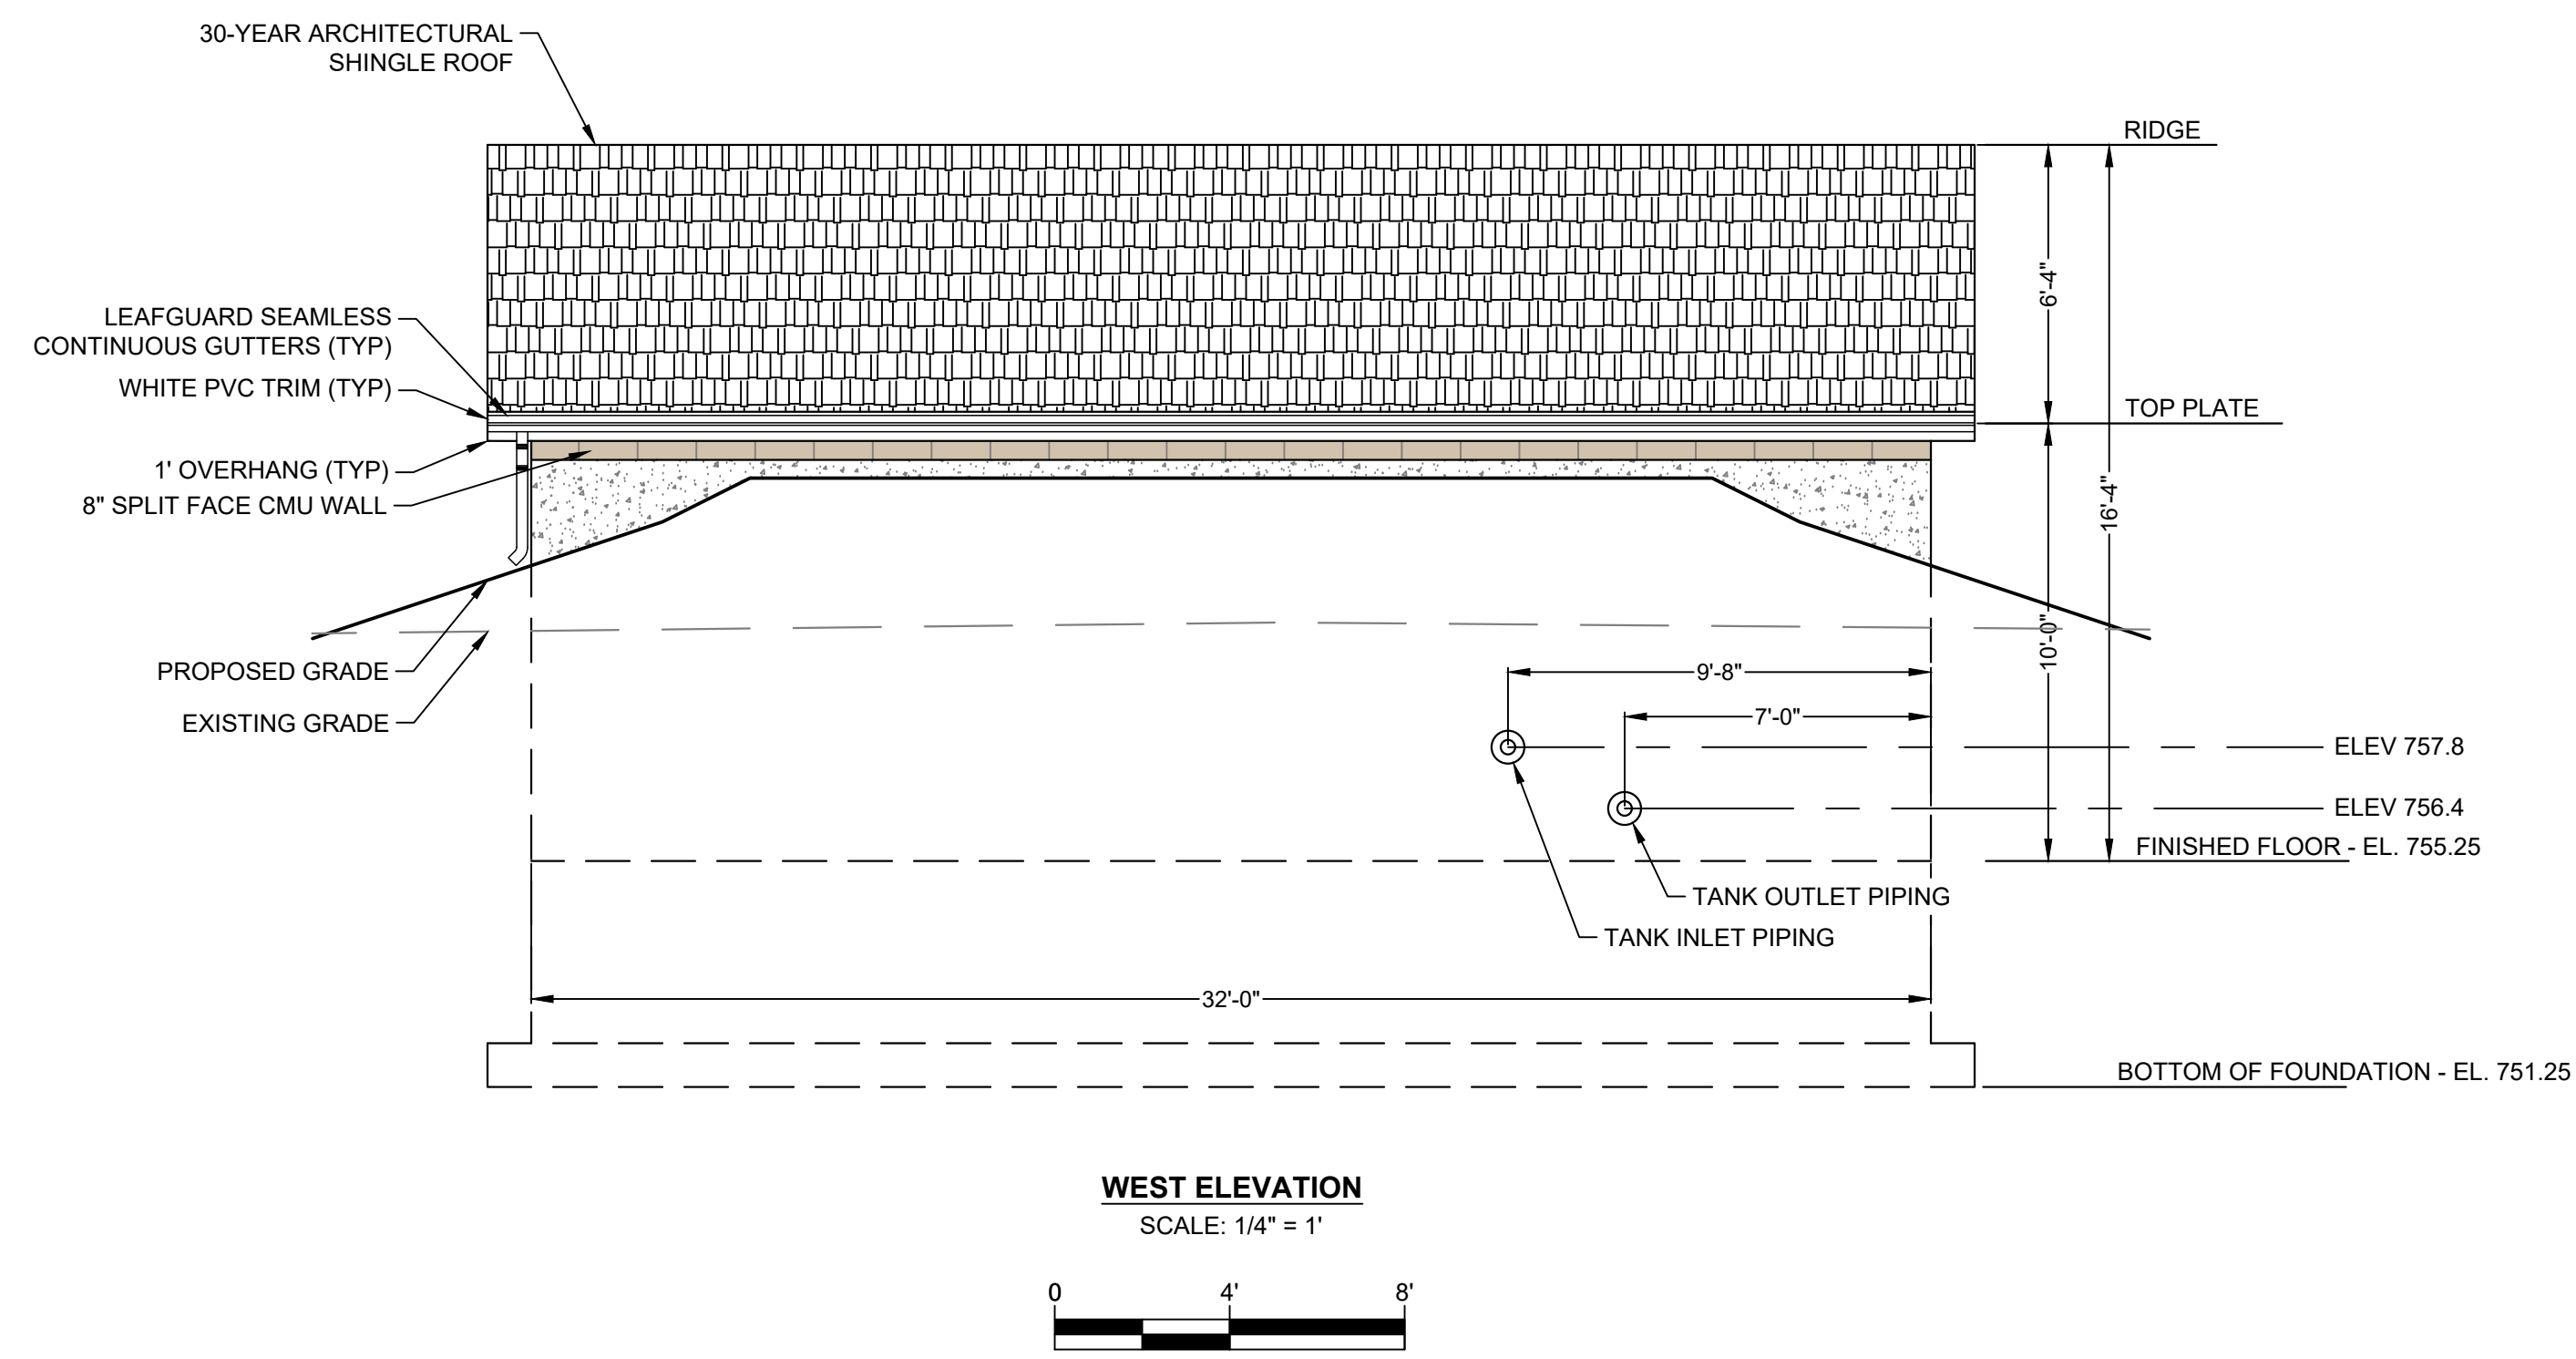 30-YEAR ARCHITECTURAL
SHINGLE ROOF
RIDGE
6'-4"
LEAFGUARD SEAMLESS
CONTINUOUS GUTTERS (TYP)
WHITE PVC TRIM (TYP)
TOP PLATE
1' OVERHANG (TYP)
8" SPLIT FACE CMU WALL
16'-4"
10'-0"
PROPOSED GRADE
EXISTING GRADE
9'-8"
7'-0"
ELEV 757.8
ELEV 756.4
FINISHED FLOOR - EL. 755.25
TANK OUTLET PIPING
TANK INLET PIPING
32'-0"
BOTTOM OF FOUNDATION - EL. 751.25
WEST ELEVATION
SCALE: 1/4" = 1'
0 4' 8'